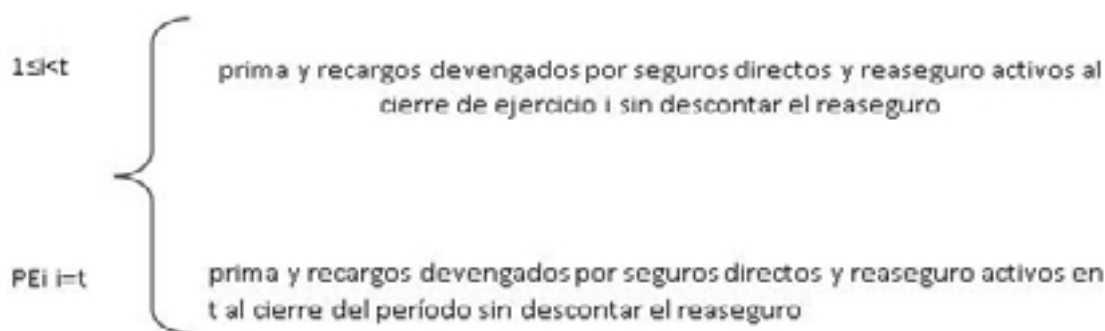 1≤i<t
prima y recargos devengados por seguros directos y reaseguro activos al
cierre de ejercicio i sin descontar el reaseguro
PEi i=t
prima y recargos devengados por seguros directos y reaseguro activos en
t al cierre del período sin descontar el reaseguro